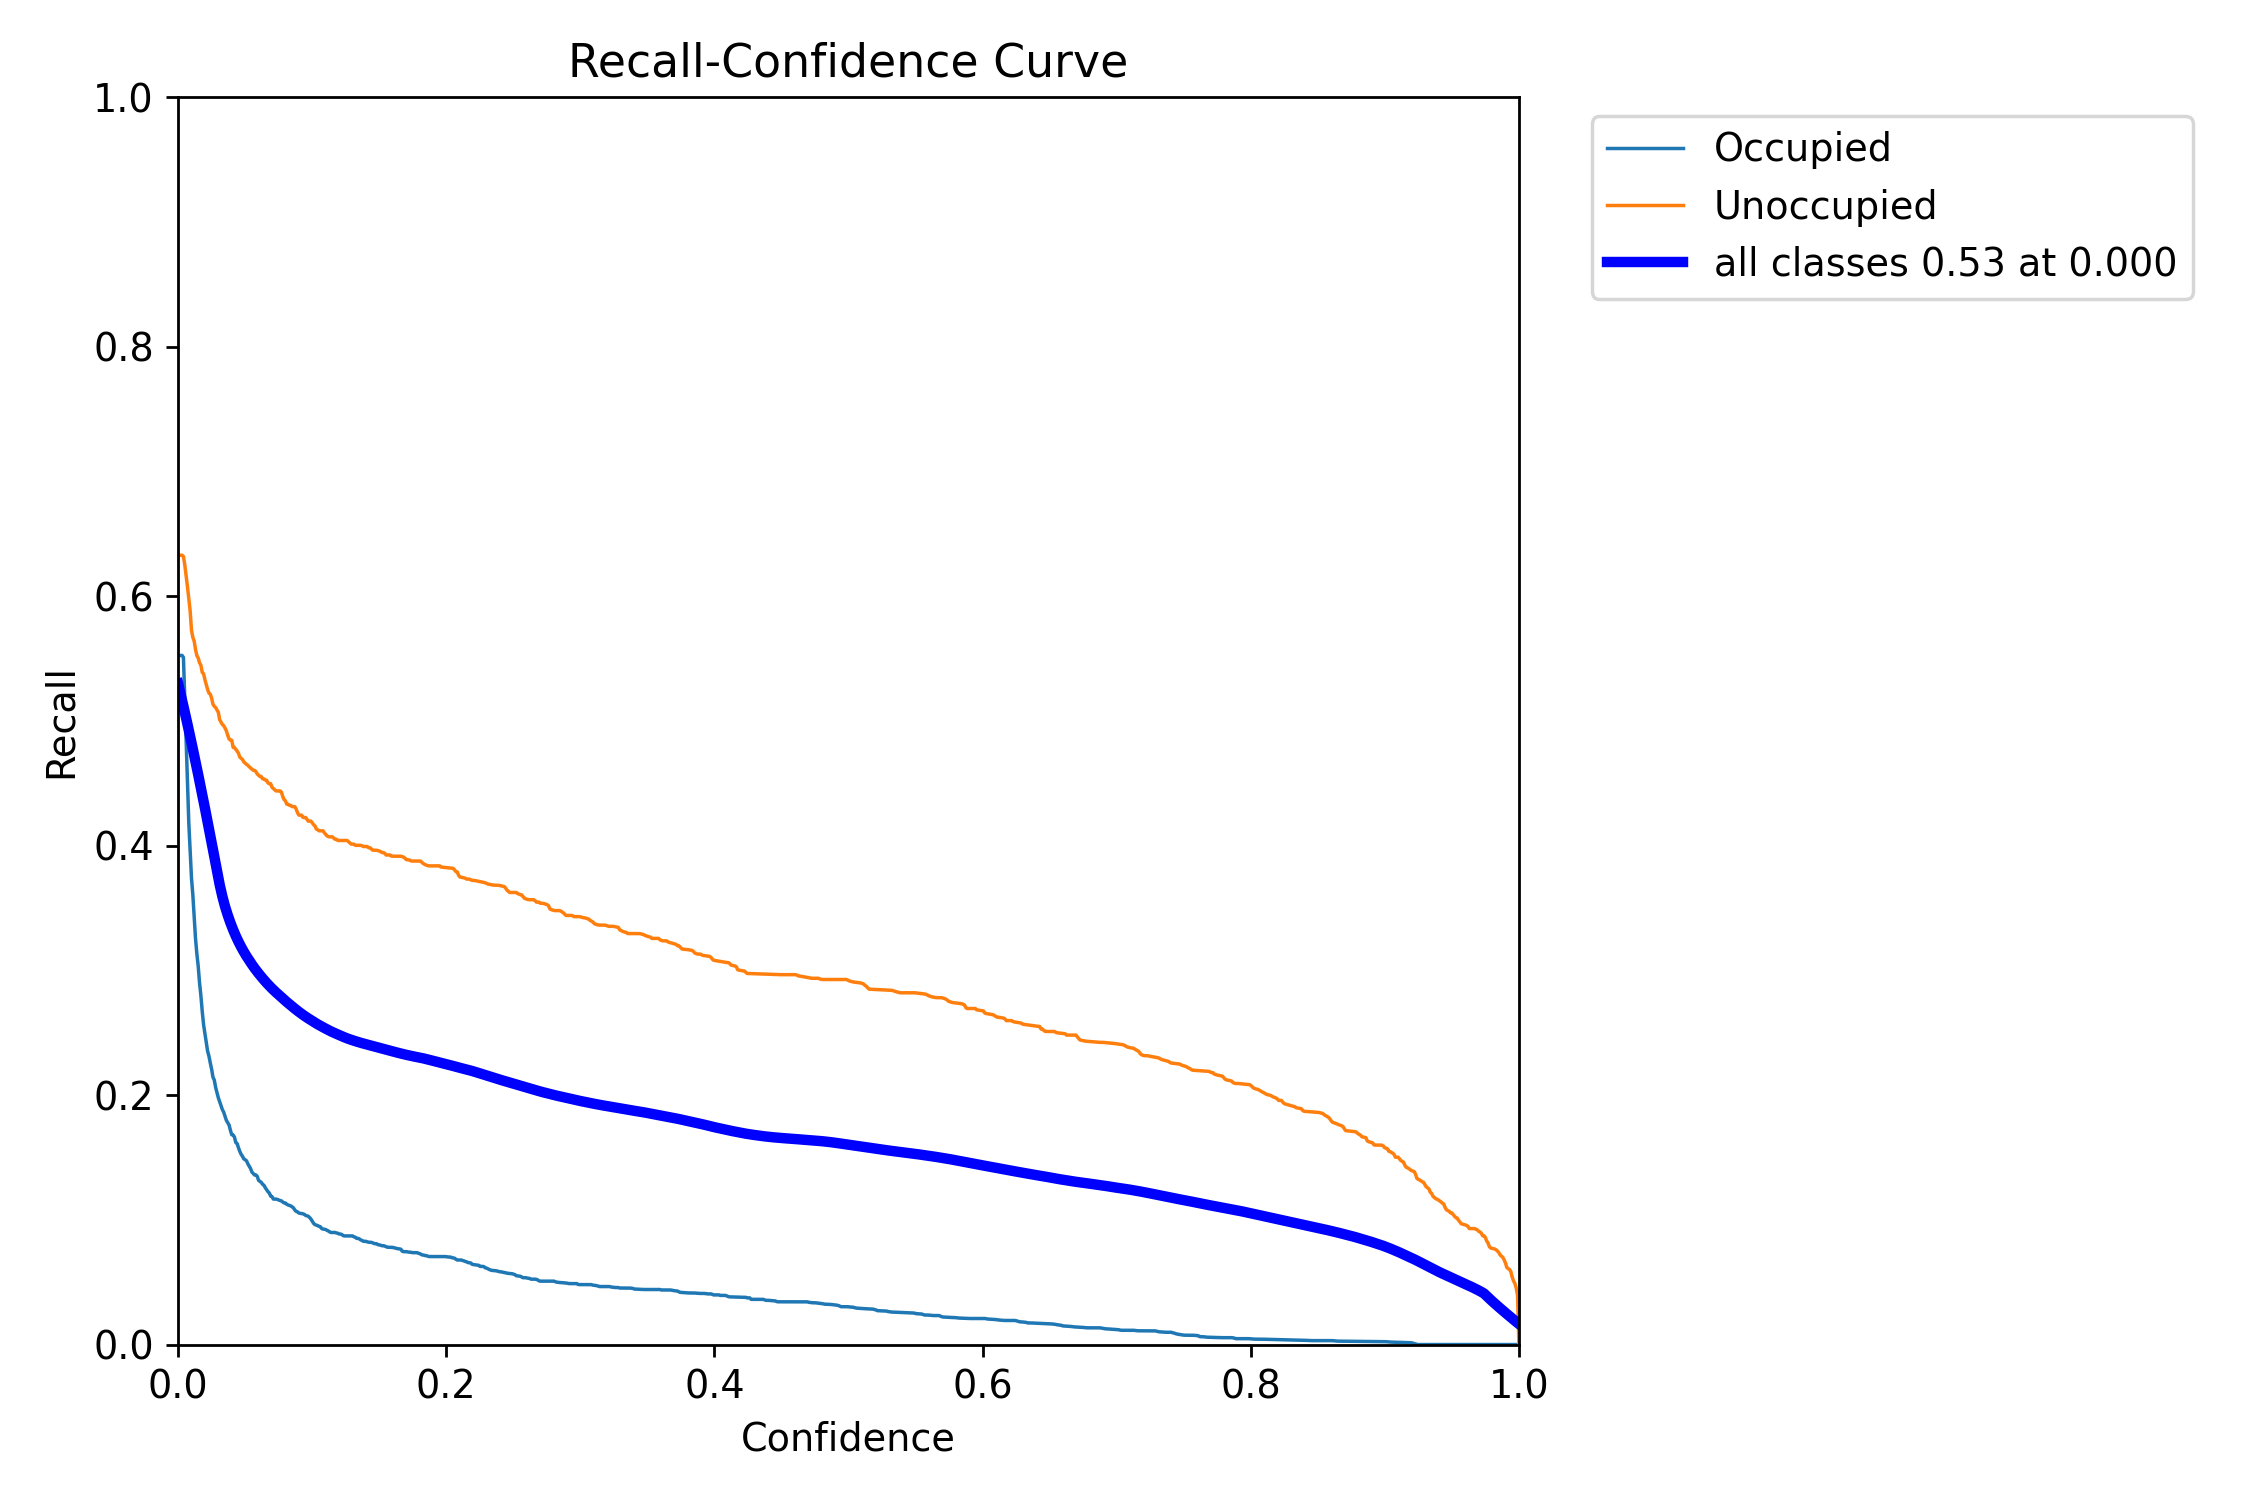 Recall-Confidence Curve
1.0
0.8
0.6
0.4
0.2
0.0
Recall
0.0 0.2 0.4 0.6 0.8 1.0
Confidence
Occupied
Unoccupied
all classes 0.53 at 0.000